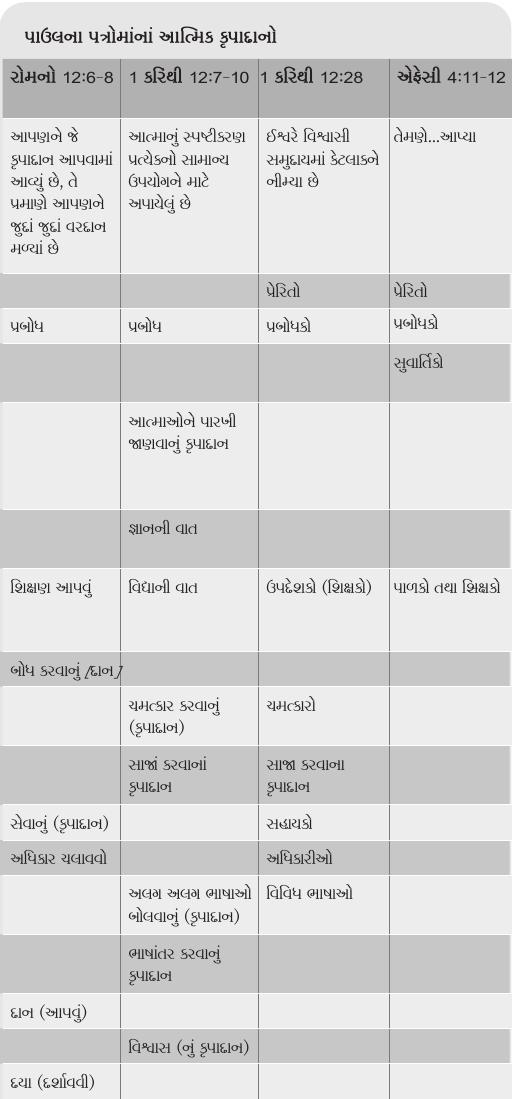 પાઉલના પત્રોમાંનાં આત્મિક કૃપાદાનો
રોમનો 12:6-8 1 કરિંથી 12:7-10 1 કરિંથી 12:28 એફેસી 4:11-12
આપણને જે આત્માનું સ્પષ્ટીકરણ ઈશ્વરે વિશ્વાસી તેમણે...આપ્યા
કૃપાદાન આપવામાં પ્રત્યેકનો સામાન્ય સમુદાયમાં કેટલાકને
આવ્યું છે, તે ઉપયોગને માટે નીમ્યા છે
પ્રમાણે આપણને અપાયેલું છે
જુદાં જુદાં વરદાન
મળ્યાં છે
પ્રેરિતો પ્રેરિતો
પ્રબોધ પ્રબોધ પ્રબોધકો પ્રબોધકો
સુવાર્તિકો
આત્માઓને પારખી
જાણવાનું કૃપાદાન
જ્ઞાનની વાત
શિક્ષણ આપવું વિદ્યાની વાત ઉપદેશકો (શિક્ષકો) પાળકો તથા શિક્ષકો
બોધ કરવાનું [દાન]
ચમત્કાર કરવાનું ચમત્કારો
(કૃપાદાન)
સાજાં કરવાનાં સાજા કરવાના
કૃપાદાન કૃપાદાન
સેવાનું (કૃપાદાન) સહાયકો
અધિકાર ચલાવવો અધિકારીઓ
અલગ અલગ ભાષાઓ વિવિધ ભાષાઓ
બોલવાનું (કૃપાદાન)
ભાષાંતર કરવાનું
કૃપાદાન
દાન (આપવું)
વિશ્વાસ (નું કૃપાદાન)
દયા (દર્શાવવી)